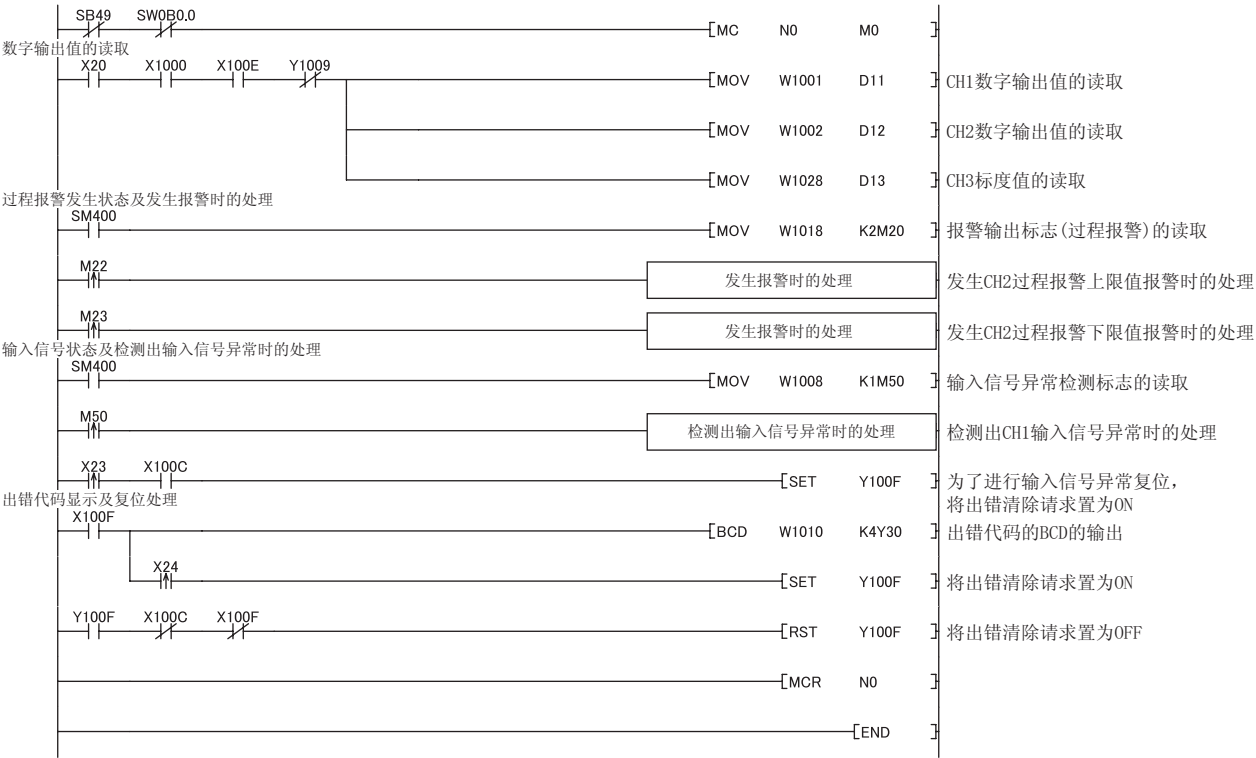 SB49 SW0B0.0
MC N0 M0
数字输出值的读取
X20 X1000 X100E Y1009
MOV W1001 D11 CH1数字输出值的读取
MOV W1002 D12 CH2数字输出值的读取
MOV W1028 D13 CH3标度值的读取
过程报警发生状态及发生报警时的处理
SM400
MOV W1018 K2M20 报警输出标志(过程报警)的读取
M22
发生报警时的处理 发生CH2过程报警上限值报警时的处理
M23
发生报警时的处理 发生CH2过程报警下限值报警时的处理
输入信号状态及检测出输入信号异常时的处理
SM400
MOV W1008 K1M50 输入信号异常检测标志的读取
M50
检测出输入信号异常时的处理 检测出CH1输入信号异常时的处理
X23 X100C
SET Y100F 为了进行输入信号异常复位，
将出错清除请求置为ON
出错代码显示及复位处理
X100F
BCD W1010 K4Y30 出错代码的BCD的输出
X24
SET Y100F 将出错清除请求置为ON
Y100F X100C X100F
RST Y100F 将出错清除请求置为OFF
MCR N0
END